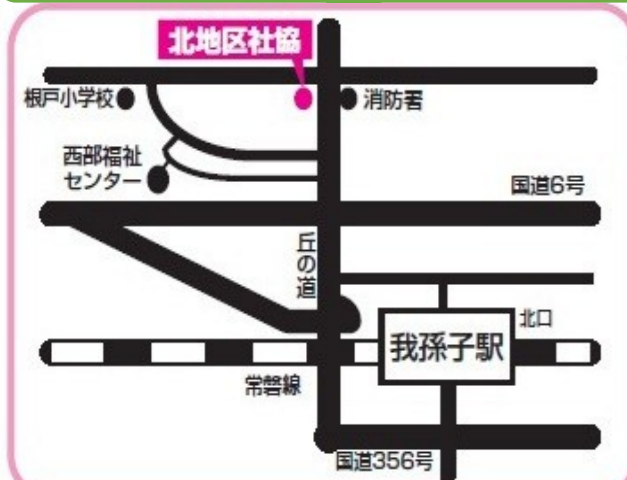 北地区社協
根戸小学校
消防署
西部福祉
センター
国道6号
丘の道
北口
我孫子駅
常磐線
国道356号